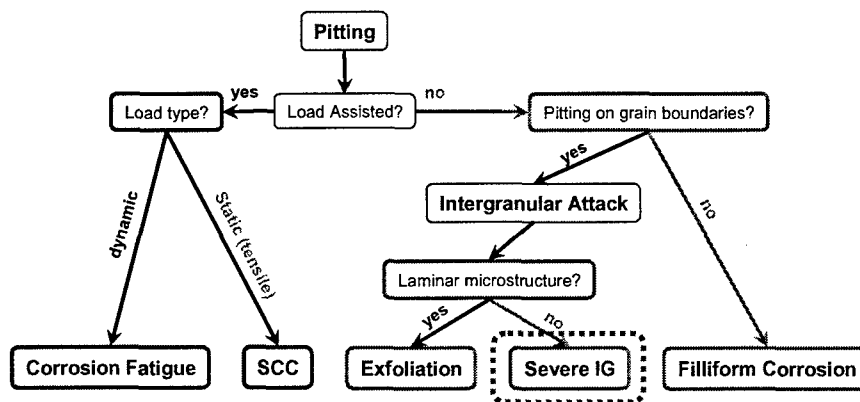 Pitting
yes
no
Load type?
Load Assisted?
Pitting on grain boundaries?
yes
Intergranular Attack
no
dynamic
Static (tensile)
Laminar microstructure?
yes
no
Corrosion Fatigue
SCC
Exfoliation
Severe IG
Filliform Corrosion